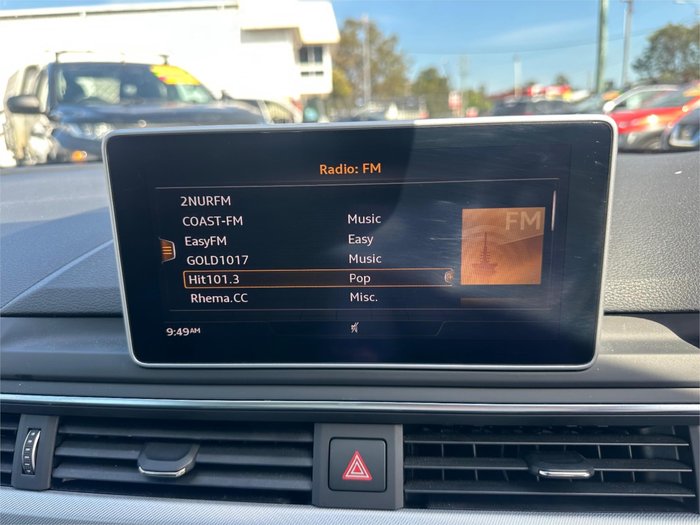 Radio: FM
2NURFM
COAST-FM Music
EasyFM Easy
GOLD1017 Music
Hit101.3 Pop
Rhema.CC Misc.
FM
9:49AM